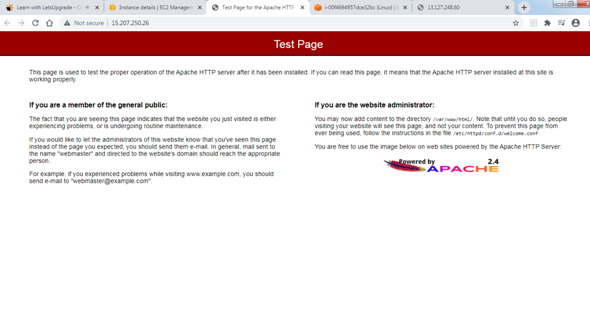 Learn with LetsUpgrade - C
Instance details | EC2 Managem
Test Page for the Apache HTTP
i-00f4694957dce32bc (Linux) |
13.127.248.60
Not secure | 15.207.250.26
Test Page
This page is used to test the proper operation of the Apache HTTP server after it has been installed. If you can read this page, it means that the Apache HTTP server installed at this site is
working properly.
If you are a member of the general public:
The fact that you are seeing this page indicates that the website you just visited is either
experiencing problems, or is undergoing routine maintenance.
If you would like to let the administrators of this website know that you've seen this page
instead of the page you expected, you should send them e-mail. In general, mail sent to
the name "webmaster" and directed to the website's domain should reach the appropriate
person.
For example, if you experienced problems while visiting www.example.com, you should
send e-mail to "webmaster@example.com".
If you are the website administrator:
You may now add content to the directory /var/www/html/. Note that until you do so, people
visiting your website will see this page, and not your content. To prevent this page from
ever being used, follow the instructions in the file /etc/httpd/conf.d/welcome.conf.
You are free to use the image below on web sites powered by the Apache HTTP Server:
Powered by 2.4
APACHE